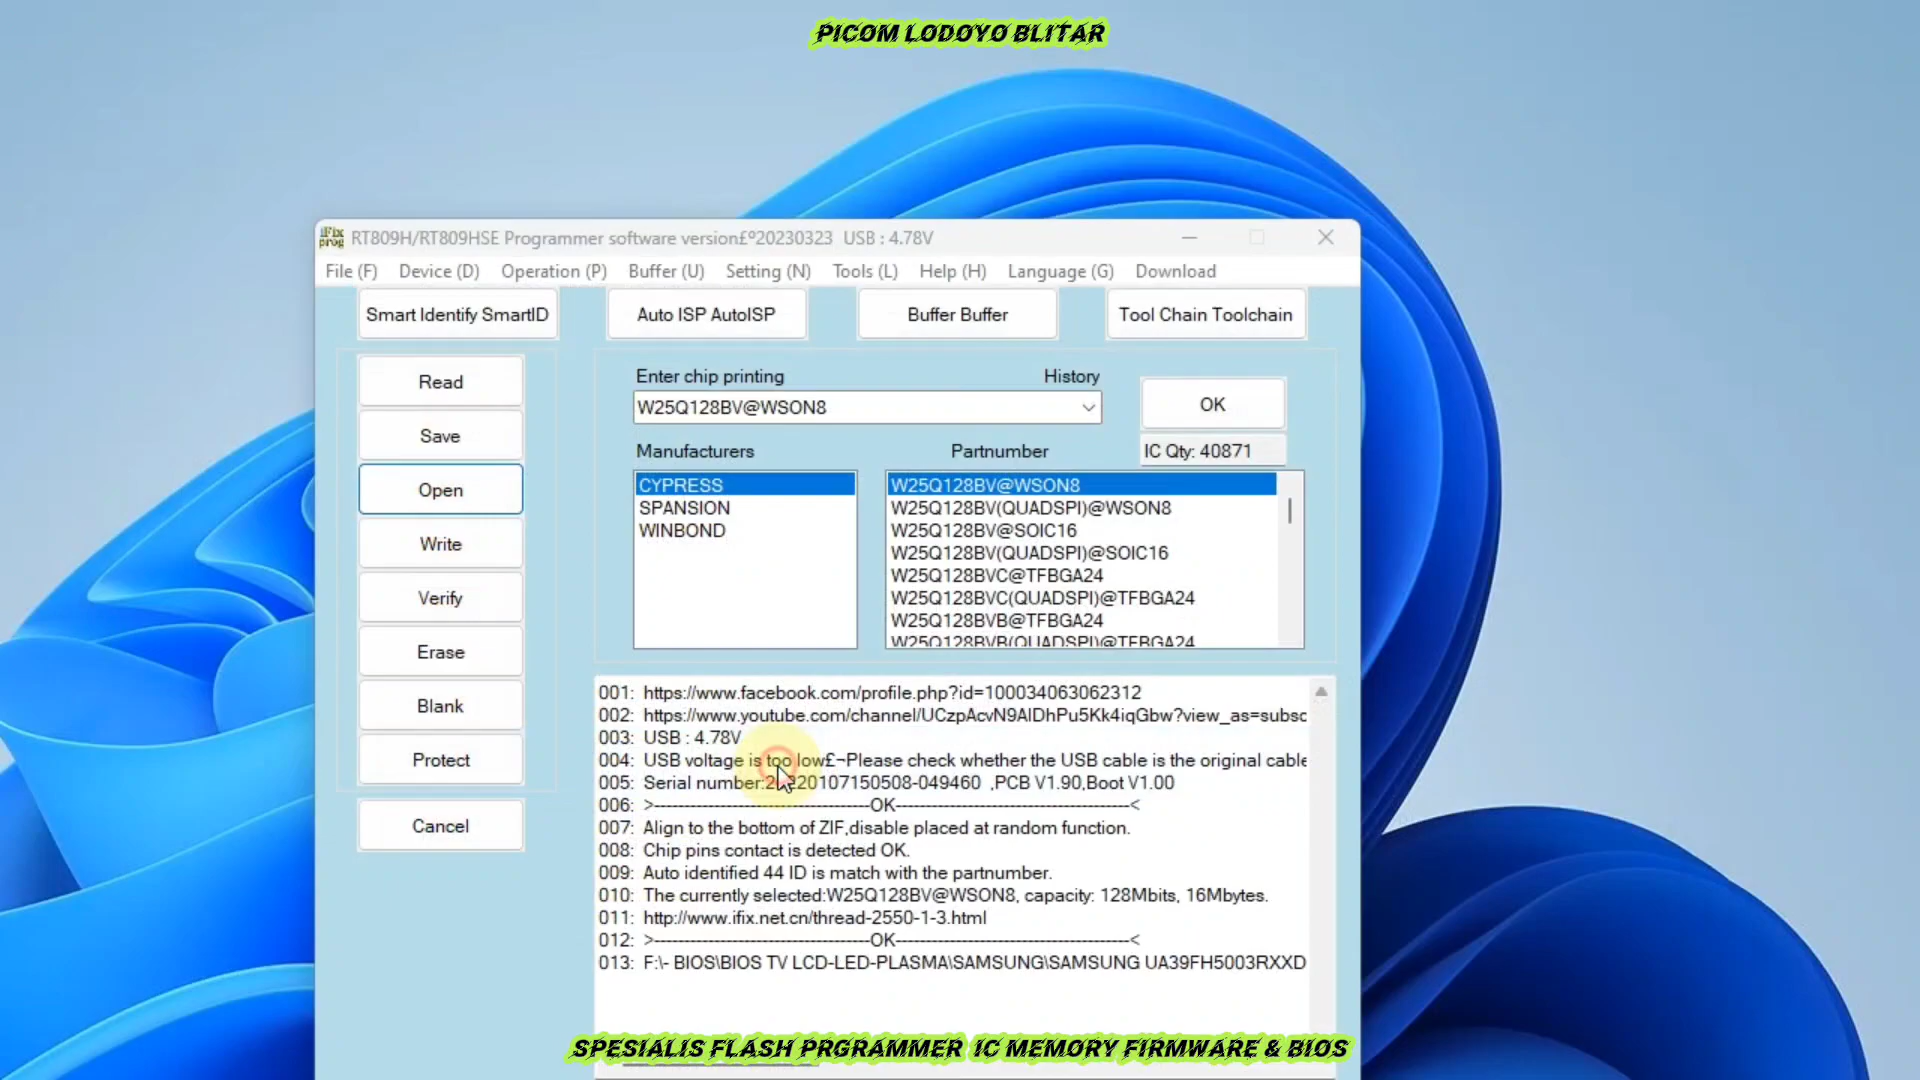 PICOM LODOYO BLITAR
iFix prog RT809H/RT809HSE Programmer software version£º20230323 USB : 4.78V
File (F) Device (D) Operation (P) Buffer (U) Setting (N) Tools (L) Help (H) Language (G) Download
Smart Identify SmartID Auto ISP AutoISP Buffer Buffer Tool Chain Toolchain
Read
Save
Open
Write
Verify
Erase
Blank
Protect
Cancel
Enter chip printing History
W25Q128BV@WSON8
OK
Manufacturers Partnumber IC Qty: 40871
CYPRESS
SPANSION
WINBOND
W25Q128BV@WSON8
W25Q128BV(QUADSPI)@WSON8
W25Q128BV@SOIC16
W25Q128BV(QUADSPI)@SOIC16
W25Q128BVC@TFBGA24
W25Q128BVC(QUADSPI)@TFBGA24
W25Q128BVB@TFBGA24
W25Q128BVB(QUADSPI)@TFBGA24
001: https://www.facebook.com/profile.php?id=100034063062312
002: https://www.youtube.com/channel/UCzpAcvN9AlDhPu5Kk4iqGbw?view_as=subsc
003: USB : 4.78V
004: USB voltage is too low£¬Please check whether the USB cable is the original cable
005: Serial 20107150508-049460 ,PCB V1.90,Boot V1.00
006: >-----------------------------------OK--------------------------------------<
007: Align to the bottom of ZIF,disable placed at random function.
008: Chip pins contact is detected OK.
009: Auto identified 44 ID is match with the partnumber.
010: The currently selected:W25Q128BV@WSON8, capacity: 128Mbits, 16Mbytes.
011: http://www.ifix.net.cn/thread-2550-1-3.html
012: >-----------------------------------OK--------------------------------------<
013: F:\- BIOS\BIOS TV LCD-LED-PLASMA\SAMSUNG\SAMSUNG UA39FH5003RXXD
SPESIALIS FLASH PRGRAMMER IC MEMORY FIRMWARE & BIOS